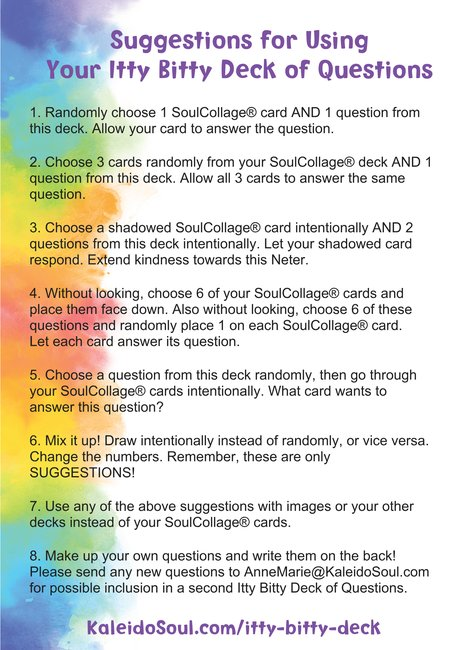 Suggestions for Using
Your Itty Bitty Deck of Questions
1. Randomly choose 1 SoulCollage® card AND 1 question from
this deck. Allow your card to answer the question.
2. Choose 3 cards randomly from your SoulCollage® deck AND 1
question from this deck. Allow all 3 cards to answer the same
question.
3. Choose a shadowed SoulCollage® card intentionally AND 2
questions from this deck intentionally. Let your shadowed card
respond. Extend kindness towards this Neter.
4. Without looking, choose 6 of your SoulCollage® cards and
place them face down. Also without looking, choose 6 of these
questions and randomly place 1 on each SoulCollage® card.
Let each card answer its question.
5. Choose a question from this deck randomly, then go through
your SoulCollage® cards intentionally. What card wants to
answer this question?
6. Mix it up! Draw intentionally instead of randomly, or vice versa.
Change the numbers. Remember, these are only
SUGGESTIONS!
7. Use any of the above suggestions with images or your other
decks instead of your SoulCollage® cards.
8. Make up your own questions and write them on the back!
Please send any new questions to AnneMarie@KaleidoSoul.com
for possible inclusion in a second Itty Bitty Deck of Questions.
KaleidoSoul.com/itty-bitty-deck